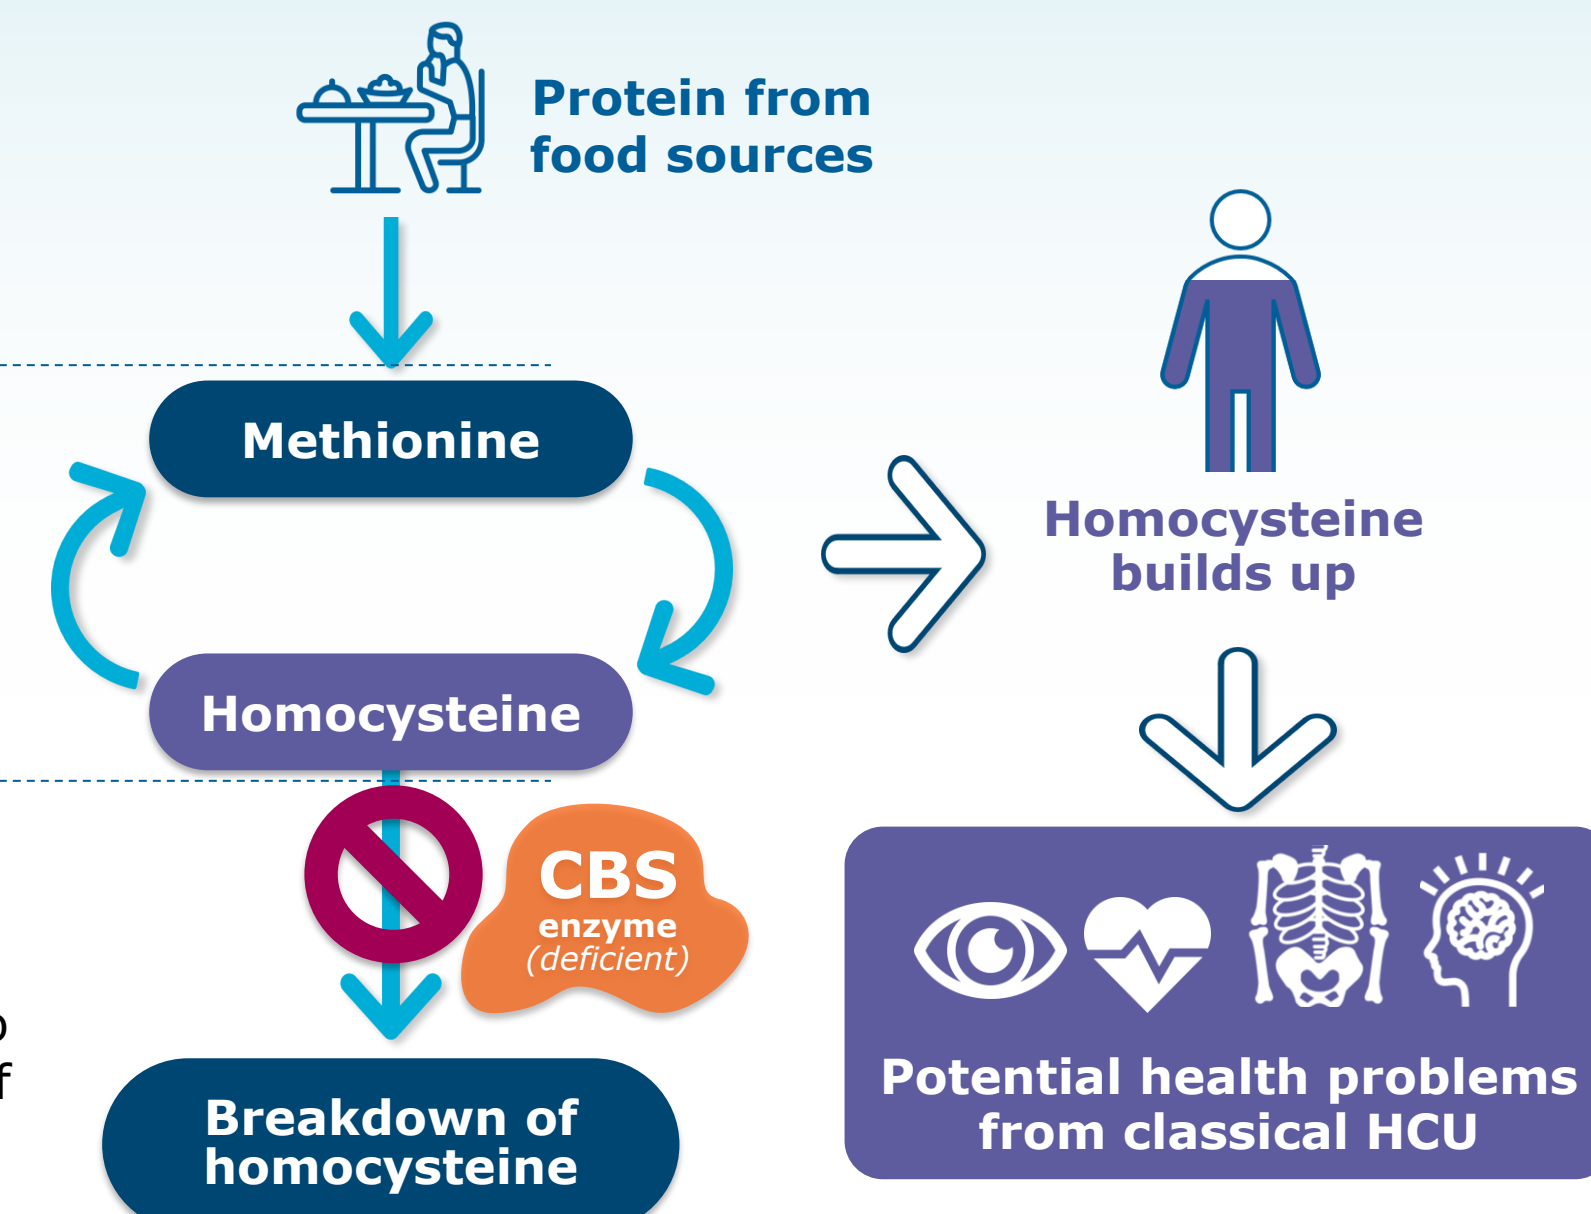 Protein from
food sources
Methionine
Homocysteine
Homocysteine
builds up
CBS
enzyme
(deficient)
Breakdown of
homocysteine
Potential health problems
from classical HCU